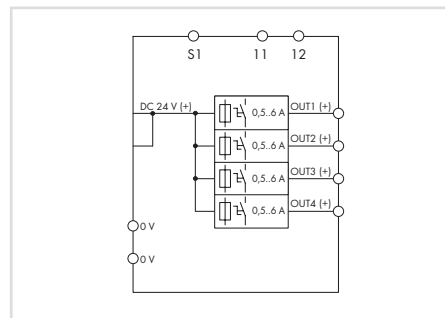 S1 11 12
DC 24 V (+) 0,5..6 A OUT1 (+)
0,5..6 A OUT2 (+)
0,5..6 A OUT3 (+)
0,5..6 A OUT4 (+)
0 V
0 V